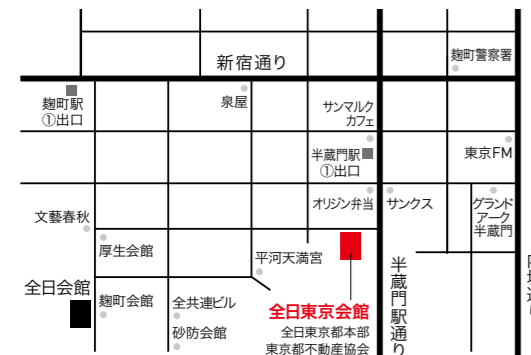 新宿通り
麹町警察署
麹町駅
①出口
泉屋
サンマルク
カフェ
半蔵門駅
①出口
東京FM
オリジン弁当
サンクス
グランド
アーク
半蔵門
文藝春秋
厚生会館
平河天満宮
半蔵門駅通り
全日会館
麹町会館
全共連ビル
砂防会館
全日東京会館
全日東京都本部
東京都不動産協会